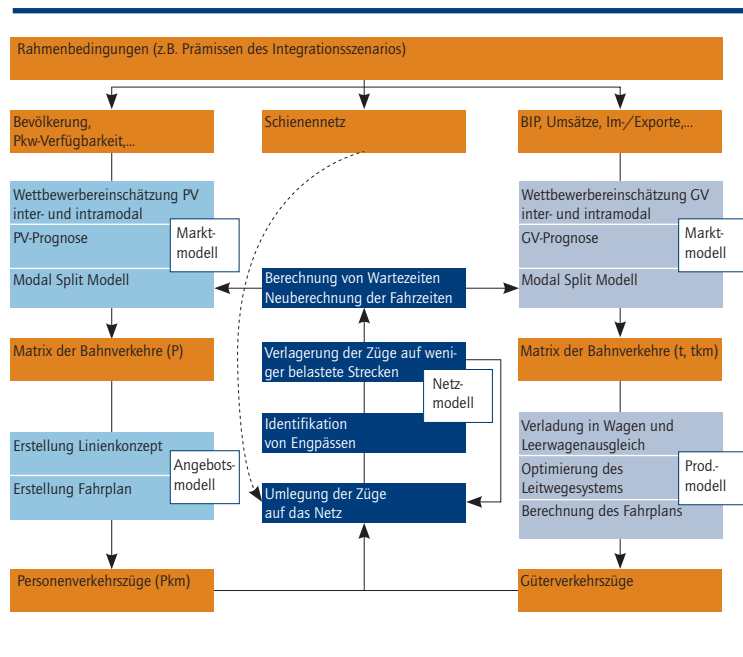 Rahmenbedingungen (z.B. Prämissen des Integrationsszenarios)
Bevölkerung,
Pkw-Verfügbarkeit,...
Schienennetz
BIP, Umsätze, Im-/Exporte,...
Wettbewerbereinschätzung PV
inter- und intramodal
PV-Prognose
Modal Split Modell
Markt-
modell
Wettbewerbereinschätzung GV
inter- und intramodal
GV-Prognose
Modal Split Modell
Markt-
modell
Berechnung von Wartezeiten
Neuberechnung der Fahrzeiten
Matrix der Bahnverkehre (P)
Verlagerung der Züge auf weni-
ger belastete Strecken
Netz-
modell
Matrix der Bahnverkehre (t, tkm)
Identifikation
von Engpässen
Erstellung Linienkonzept
Erstellung Fahrplan
Angebots-
modell
Umlegung der Züge
auf das Netz
Verladung in Wagen und
Leerwagenausgleich
Optimierung des
Leitwegesystems
Berechnung des Fahrplans
Prod.-
modell
Personenverkehrszüge (Pkm)
Güterverkehrszüge